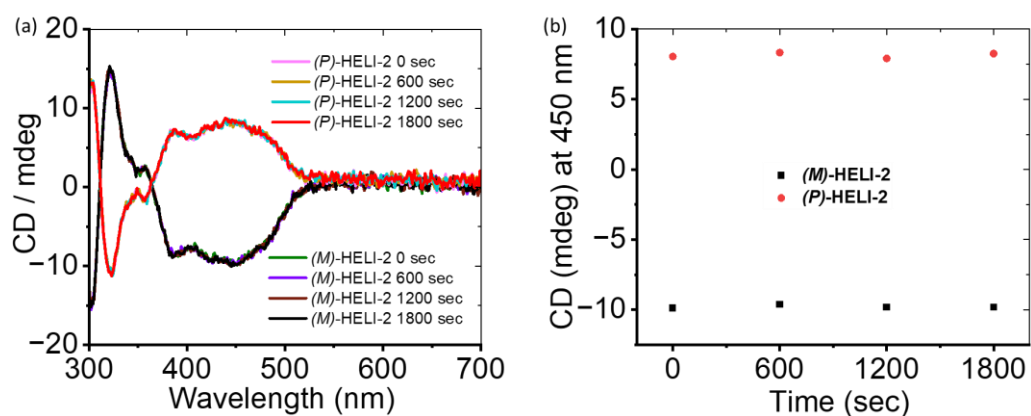 (a)
CD / mdeg
20
10
0
−10
−20
(P)-HELI-2 0 sec
(P)-HELI-2 600 sec
(P)-HELI-2 1200 sec
(P)-HELI-2 1800 sec
(M)-HELI-2 0 sec
(M)-HELI-2 600 sec
(M)-HELI-2 1200 sec
(M)-HELI-2 1800 sec
300 400 500 600 700
Wavelength (nm)
(b)
CD (mdeg) at 450 nm
10
5
0
−5
−10
(M)-HELI-2
(P)-HELI-2
0 600 1200 1800
Time (sec)